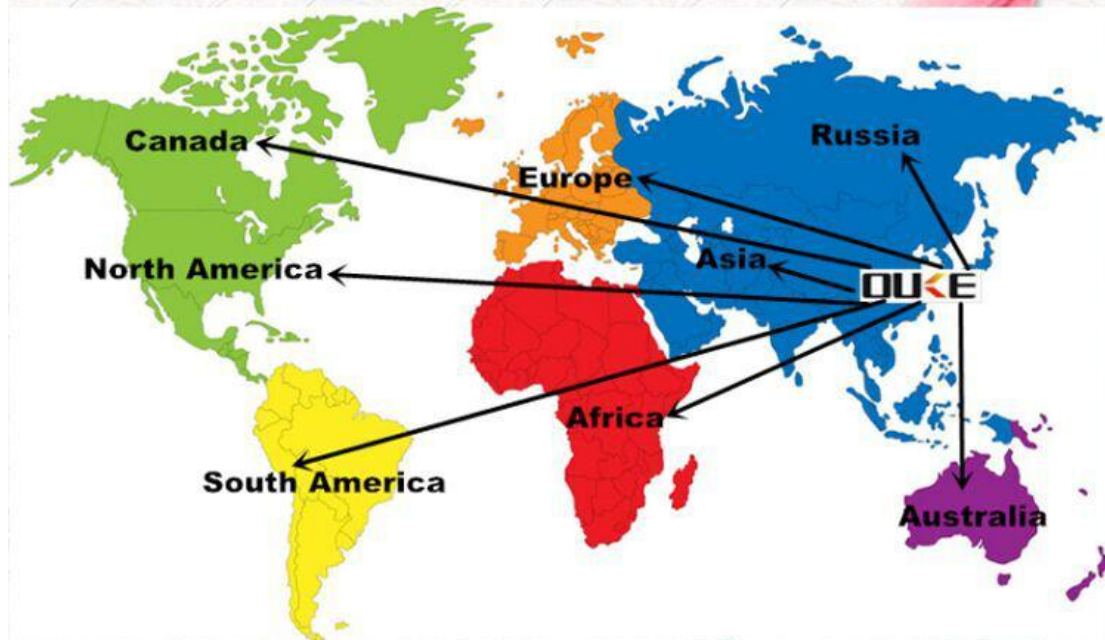 Canada
Russia
Europe
Asia
North America
OUKE
Africa
South America
Australia